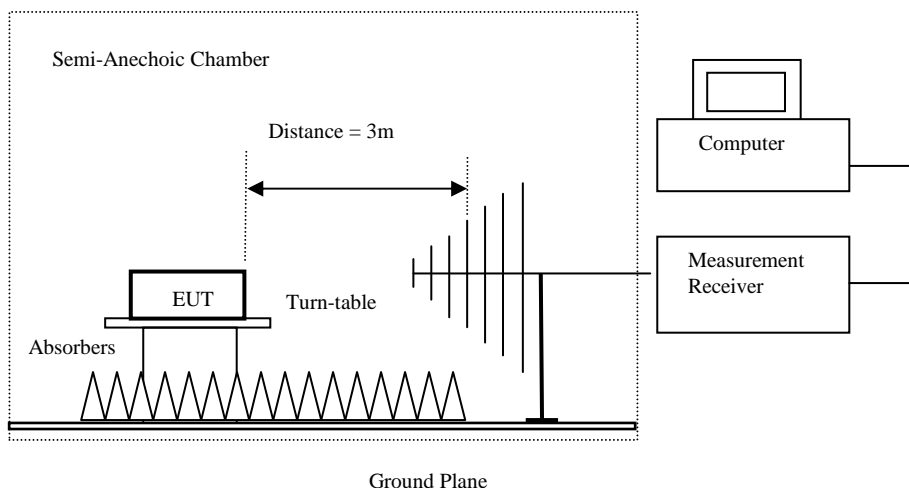 Semi-Anechoic Chamber
Distance = 3m
Computer
Measurement
Receiver
EUT
Turn-table
Absorbers
Ground Plane